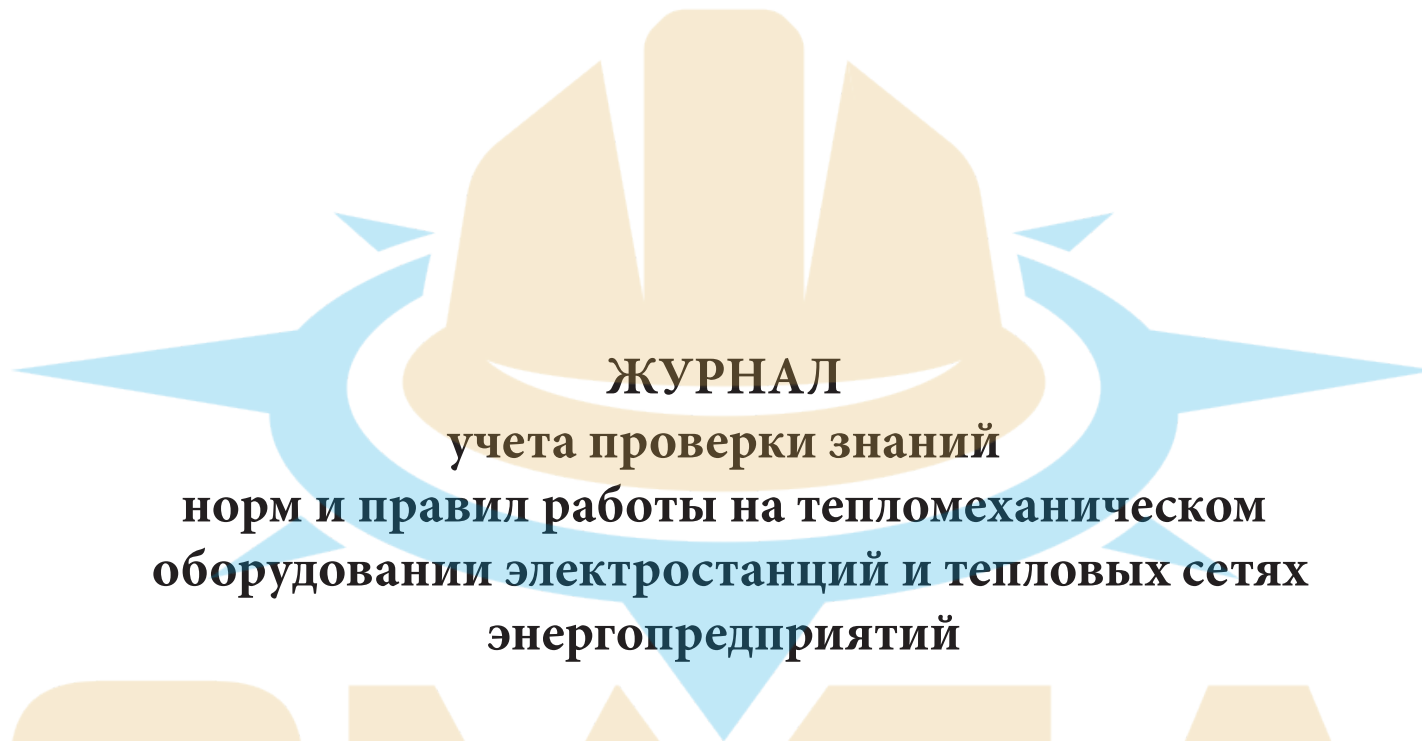 ЖУРНАЛ
учета проверки знаний
норм и правил работы на тепломеханическом
оборудовании электростанций и тепловых сетях
энергопредприятий